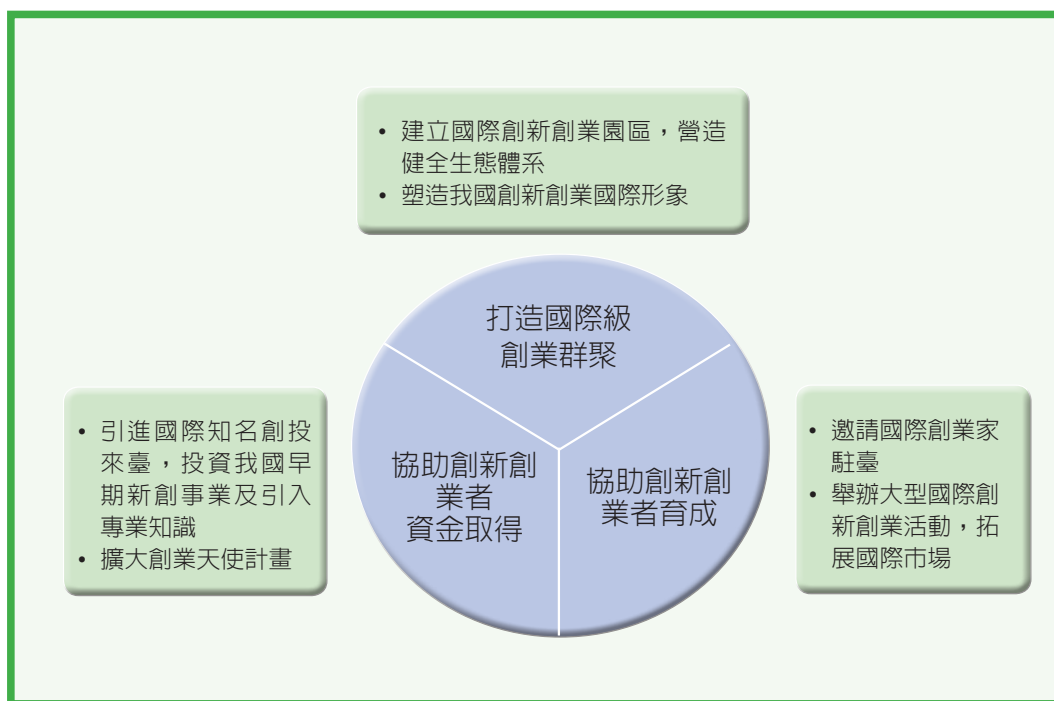 • 建立國際創新創業園區，營造
健全生態體系
• 塑造我國創新創業國際形象
打造國際級
創業群聚
• 引進國際知名創投
來臺，投資我國早
期新創事業及引入
專業知識
• 擴大創業天使計畫
協助創新創
業者
資金取得
協助創新創
業者育成
• 邀請國際創業家
駐臺
• 舉辦大型國際創
新創業活動，拓
展國際市場